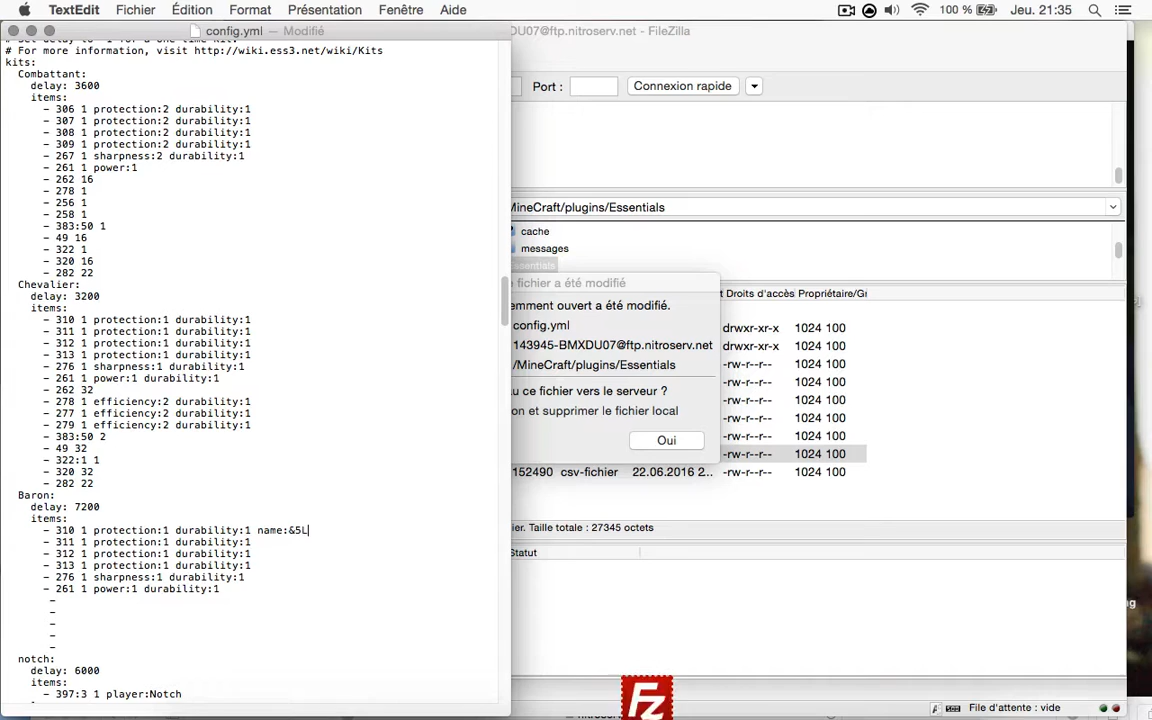 TextEdit Fichier Édition Format Présentation Fenêtre Aide 100 % Jeu. 21:35
config.yml — Modifié
DU07@ftp.nitroserv.net - FileZilla
# For more information, visit http://wiki.ess3.net/wiki/Kits
kits:
Combattant:
delay: 3600
items:
- 306 1 protection:2 durability:1
- 307 1 protection:2 durability:1
- 308 1 protection:2 durability:1
- 309 1 protection:2 durability:1
- 267 1 sharpness:2 durability:1
- 261 1 power:1
- 262 16
- 278 1
- 256 1
- 258 1
- 383:50 1
- 49 16
- 322 1
- 320 16
- 282 22
Chevalier:
delay: 3200
items:
- 310 1 protection:1 durability:1
- 311 1 protection:1 durability:1
- 312 1 protection:1 durability:1
- 313 1 protection:1 durability:1
- 276 1 sharpness:1 durability:1
- 261 1 power:1 durability:1
- 262 32
- 278 1 efficiency:2 durability:1
- 277 1 efficiency:2 durability:1
- 279 1 efficiency:2 durability:1
- 383:50 2
- 49 32
- 322:1 1
- 320 32
- 282 22
Baron:
delay: 7200
items:
- 310 1 protection:1 durability:1 name:&5L
- 311 1 protection:1 durability:1
- 312 1 protection:1 durability:1
- 313 1 protection:1 durability:1
- 276 1 sharpness:1 durability:1
- 261 1 power:1 durability:1
-
-
-
-
-
notch:
delay: 6000
items:
- 397:3 1 player:Notch
Port : Connexion rapide
MineCraft/plugins/Essentials
cache
messages
Essentials
fichier a été modifié
emment ouvert a été modifié.
config.yml
143945-BMXDU07@ftp.nitroserv.net
/MineCraft/plugins/Essentials
u ce fichier vers le serveur ?
on et supprimer le fichier local
Oui
t Droits d'accès Propriétaire/Gr
drwxr-xr-x 1024 100
drwxr-xr-x 1024 100
-rw-r--r-- 1024 100
-rw-r--r-- 1024 100
-rw-r--r-- 1024 100
-rw-r--r-- 1024 100
-rw-r--r-- 1024 100
152490 csv-fichier 22.06.2016 2... -rw-r--r-- 1024 100
ier. Taille totale : 27345 octets
Statut
Fz
File d'attente : vide